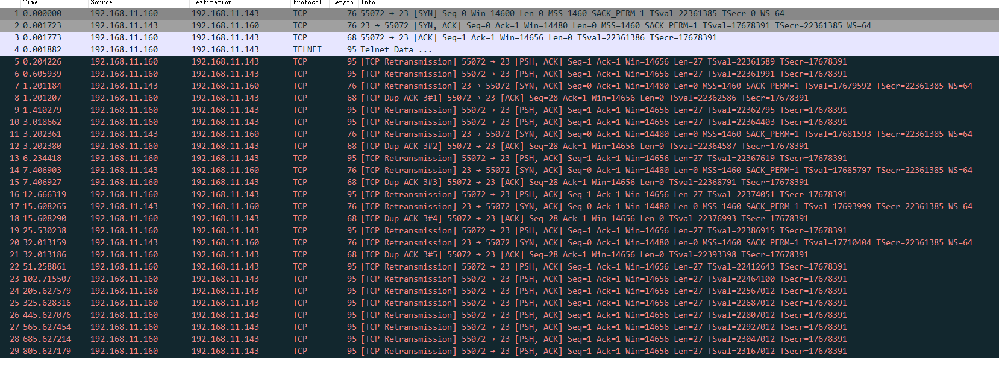 Time Source Destination Protocol Length Info
1 0.000000 192.168.11.160 192.168.11.143 TCP 76 55072 → 23 [SYN] Seq=0 Win=14600 Len=0 MSS=1460 SACK_PERM=1 TSval=22361385 TSecr=0 WS=64
2 0.001723 192.168.11.143 192.168.11.160 TCP 76 23 → 55072 [SYN, ACK] Seq=0 Ack=1 Win=14480 Len=0 MSS=1460 SACK_PERM=1 TSval=17678391 TSecr=22361385 WS=64
3 0.001773 192.168.11.160 192.168.11.143 TCP 68 55072 → 23 [ACK] Seq=1 Ack=1 Win=14656 Len=0 TSval=22361386 TSecr=17678391
4 0.001882 192.168.11.160 192.168.11.143 TELNET 95 Telnet Data ...
5 0.204226 192.168.11.160 192.168.11.143 TCP 95 [TCP Retransmission] 55072 → 23 [PSH, ACK] Seq=1 Ack=1 Win=14656 Len=27 TSval=22361589 TSecr=17678391
6 0.605939 192.168.11.160 192.168.11.143 TCP 95 [TCP Retransmission] 55072 → 23 [PSH, ACK] Seq=1 Ack=1 Win=14656 Len=27 TSval=22361991 TSecr=17678391
7 1.201184 192.168.11.143 192.168.11.160 TCP 76 [TCP Retransmission] 23 → 55072 [SYN, ACK] Seq=0 Ack=1 Win=14480 Len=0 MSS=1460 SACK_PERM=1 TSval=17679592 TSecr=22361385 WS=64
8 1.201207 192.168.11.160 192.168.11.143 TCP 68 [TCP Dup ACK 3#1] 55072 → 23 [ACK] Seq=28 Ack=1 Win=14656 Len=0 TSval=22362586 TSecr=17678391
9 1.410279 192.168.11.160 192.168.11.143 TCP 95 [TCP Retransmission] 55072 → 23 [PSH, ACK] Seq=1 Ack=1 Win=14656 Len=27 TSval=22362795 TSecr=17678391
10 3.018662 192.168.11.160 192.168.11.143 TCP 95 [TCP Retransmission] 55072 → 23 [PSH, ACK] Seq=1 Ack=1 Win=14656 Len=27 TSval=22364403 TSecr=17678391
11 3.202361 192.168.11.143 192.168.11.160 TCP 76 [TCP Retransmission] 23 → 55072 [SYN, ACK] Seq=0 Ack=1 Win=14480 Len=0 MSS=1460 SACK_PERM=1 TSval=17681593 TSecr=22361385 WS=64
12 3.202380 192.168.11.160 192.168.11.143 TCP 68 [TCP Dup ACK 3#2] 55072 → 23 [ACK] Seq=28 Ack=1 Win=14656 Len=0 TSval=22364587 TSecr=17678391
13 6.234418 192.168.11.160 192.168.11.143 TCP 95 [TCP Retransmission] 55072 → 23 [PSH, ACK] Seq=1 Ack=1 Win=14656 Len=27 TSval=22367619 TSecr=17678391
14 7.406903 192.168.11.143 192.168.11.160 TCP 76 [TCP Retransmission] 23 → 55072 [SYN, ACK] Seq=0 Ack=1 Win=14480 Len=0 MSS=1460 SACK_PERM=1 TSval=17685797 TSecr=22361385 WS=64
15 7.406927 192.168.11.160 192.168.11.143 TCP 68 [TCP Dup ACK 3#3] 55072 → 23 [ACK] Seq=28 Ack=1 Win=14656 Len=0 TSval=22368791 TSecr=17678391
16 12.666319 192.168.11.160 192.168.11.143 TCP 95 [TCP Retransmission] 55072 → 23 [PSH, ACK] Seq=1 Ack=1 Win=14656 Len=27 TSval=22374051 TSecr=17678391
17 15.608265 192.168.11.143 192.168.11.160 TCP 76 [TCP Retransmission] 23 → 55072 [SYN, ACK] Seq=0 Ack=1 Win=14480 Len=0 MSS=1460 SACK_PERM=1 TSval=17693999 TSecr=22361385 WS=64
18 15.608290 192.168.11.160 192.168.11.143 TCP 68 [TCP Dup ACK 3#4] 55072 → 23 [ACK] Seq=28 Ack=1 Win=14656 Len=0 TSval=22376993 TSecr=17678391
19 25.530238 192.168.11.160 192.168.11.143 TCP 95 [TCP Retransmission] 55072 → 23 [PSH, ACK] Seq=1 Ack=1 Win=14656 Len=27 TSval=22386915 TSecr=17678391
20 32.013159 192.168.11.143 192.168.11.160 TCP 76 [TCP Retransmission] 23 → 55072 [SYN, ACK] Seq=0 Ack=1 Win=14480 Len=0 MSS=1460 SACK_PERM=1 TSval=17710404 TSecr=22361385 WS=64
21 32.013186 192.168.11.160 192.168.11.143 TCP 68 [TCP Dup ACK 3#5] 55072 → 23 [ACK] Seq=28 Ack=1 Win=14656 Len=0 TSval=22393398 TSecr=17678391
22 51.258861 192.168.11.160 192.168.11.143 TCP 95 [TCP Retransmission] 55072 → 23 [PSH, ACK] Seq=1 Ack=1 Win=14656 Len=27 TSval=22412643 TSecr=17678391
23 102.715507 192.168.11.160 192.168.11.143 TCP 95 [TCP Retransmission] 55072 → 23 [PSH, ACK] Seq=1 Ack=1 Win=14656 Len=27 TSval=22464100 TSecr=17678391
24 205.627579 192.168.11.160 192.168.11.143 TCP 95 [TCP Retransmission] 55072 → 23 [PSH, ACK] Seq=1 Ack=1 Win=14656 Len=27 TSval=22567012 TSecr=17678391
25 325.628316 192.168.11.160 192.168.11.143 TCP 95 [TCP Retransmission] 55072 → 23 [PSH, ACK] Seq=1 Ack=1 Win=14656 Len=27 TSval=22687012 TSecr=17678391
26 445.627076 192.168.11.160 192.168.11.143 TCP 95 [TCP Retransmission] 55072 → 23 [PSH, ACK] Seq=1 Ack=1 Win=14656 Len=27 TSval=22807012 TSecr=17678391
27 565.627454 192.168.11.160 192.168.11.143 TCP 95 [TCP Retransmission] 55072 → 23 [PSH, ACK] Seq=1 Ack=1 Win=14656 Len=27 TSval=22927012 TSecr=17678391
28 685.627214 192.168.11.160 192.168.11.143 TCP 95 [TCP Retransmission] 55072 → 23 [PSH, ACK] Seq=1 Ack=1 Win=14656 Len=27 TSval=23047012 TSecr=17678391
29 805.627179 192.168.11.160 192.168.11.143 TCP 95 [TCP Retransmission] 55072 → 23 [PSH, ACK] Seq=1 Ack=1 Win=14656 Len=27 TSval=23167012 TSecr=17678391